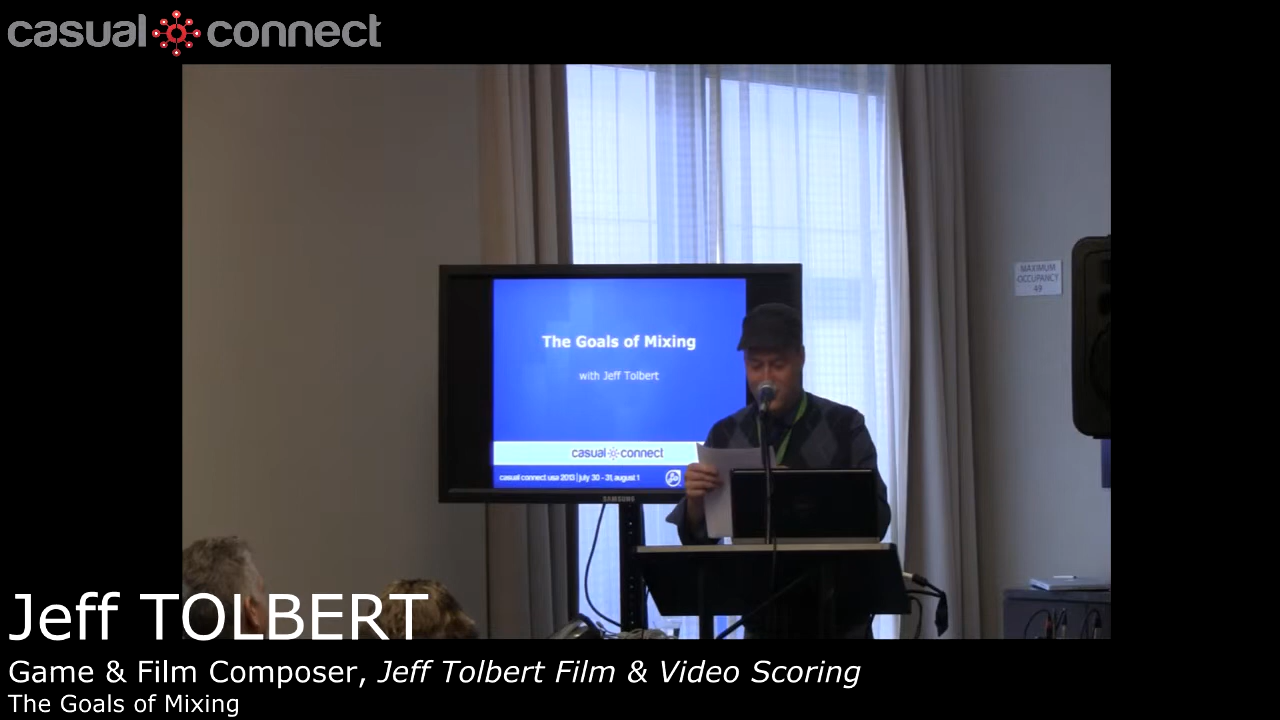 casual connect
MAXIMUM
OCCUPANCY
49
The Goals of Mixing
with Jeff Tolbert
casual connect
casual connect usa 2013 | july 30 - 31, august 1
SAMSUNG
Jeff TOLBERT
Game & Film Composer, Jeff Tolbert Film & Video Scoring
The Goals of Mixing